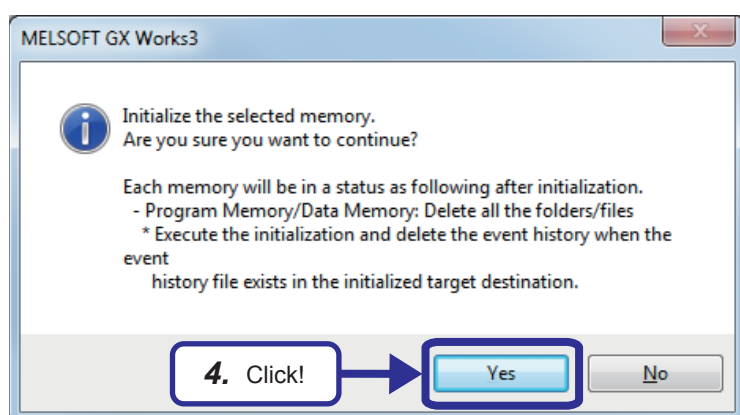 MELSOFT GX Works3
Initialize the selected memory.
Are you sure you want to continue?
Each memory will be in a status as following after initialization.
- Program Memory/Data Memory: Delete all the folders/files
* Execute the initialization and delete the event history when the
event
history file exists in the initialized target destination.
4. Click!
Yes
No